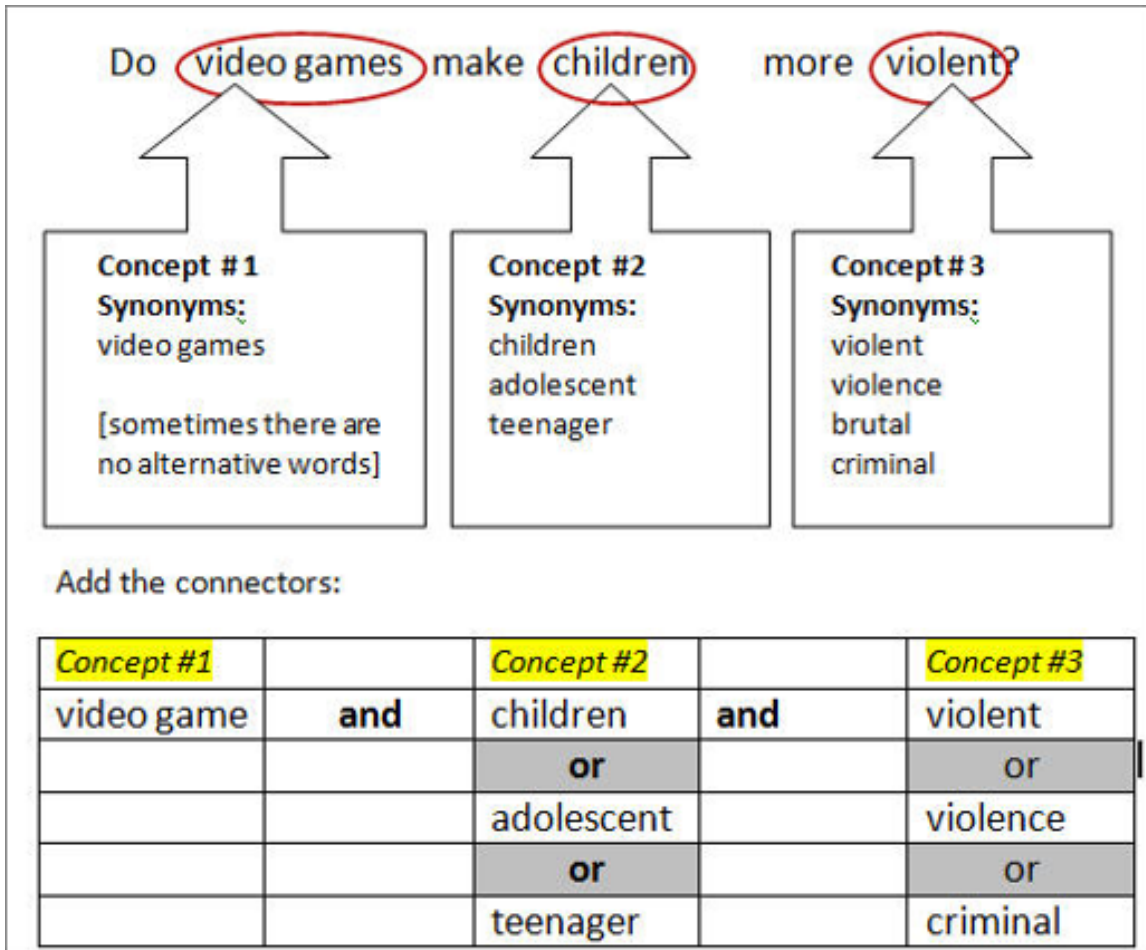 Do video games make children more violent?
Concept #1
Synonyms:
video games
[sometimes there are
no alternative words]
Concept #2
Synonyms:
children
adolescent
teenager
Concept #3
Synonyms:
violent
violence
brutal
criminal
Add the connectors:
Concept #1 Concept #2 Concept #3
video game and children and violent
or or
adolescent violence
or or
teenager criminal